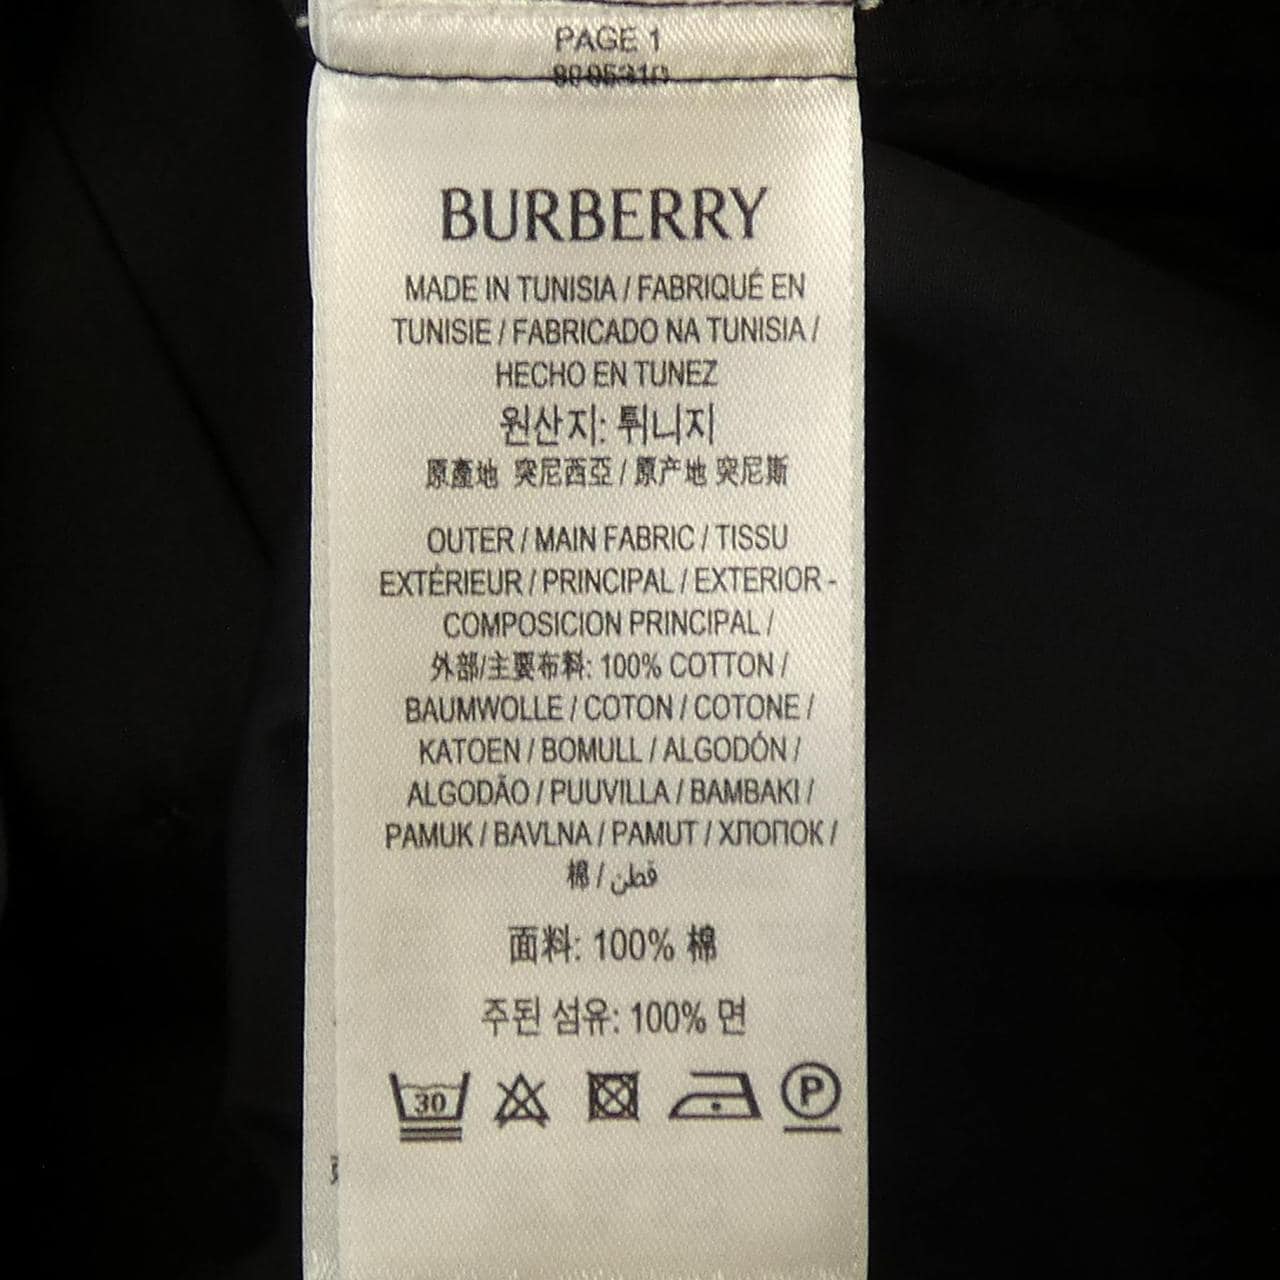 PAGE 1
BURBERRY
MADE IN TUNISIA / FABRIQUÉ EN
TUNISIE / FABRICADO NA TUNISIA /
HECHO EN TUNEZ
원산지: 튀니지
原產地 突尼西亞 / 原产地 突尼斯
OUTER / MAIN FABRIC / TISSU
EXTÉRIEUR / PRINCIPAL / EXTERIOR -
COMPOSICION PRINCIPAL /
外部/主要布料: 100% COTTON /
BAUMWOLLE / COTON / COTONE /
KATOEN / BOMULL / ALGODÓN /
ALGODÃO / PUUVILLA / BAMBAKI /
PAMUK / BAVLNA / PAMUT / ХЛОПОК /
棉 / قطن
面料: 100% 棉
주된 섬유: 100% 면
30 P